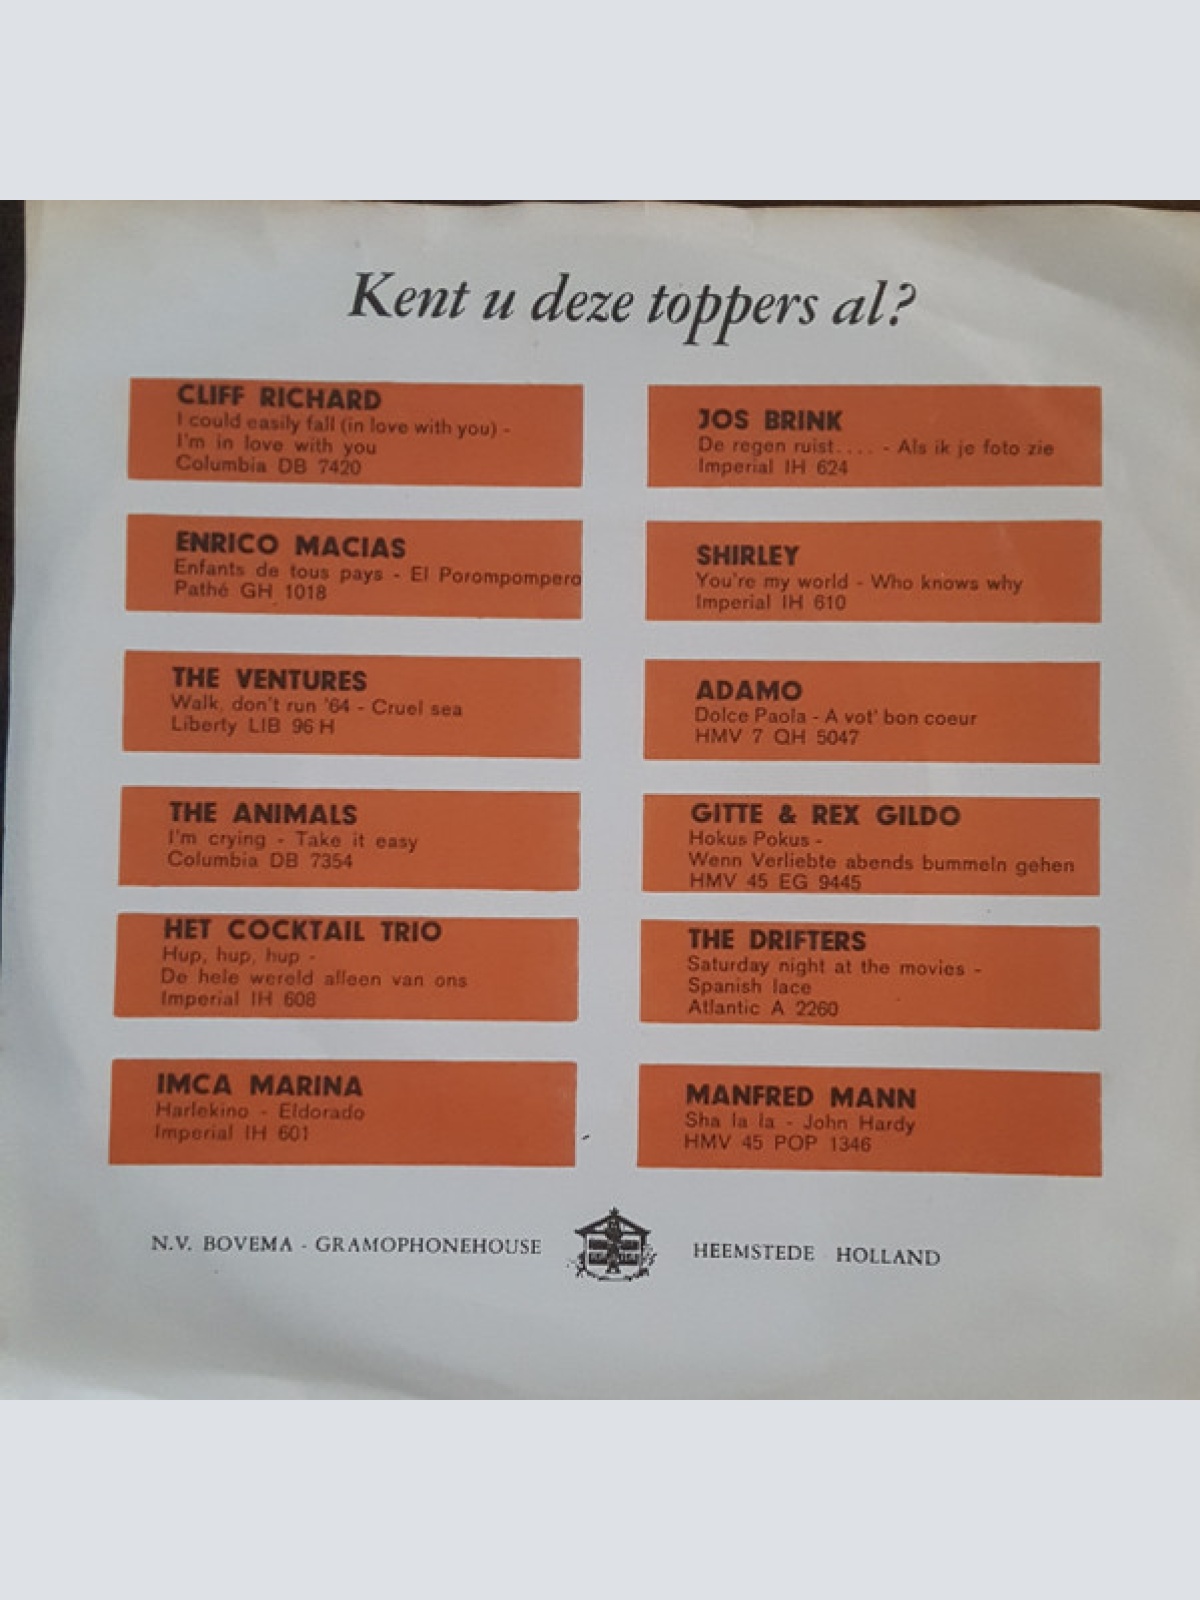 Kent u deze toppers al?
CLIFF RICHARD
I could easily fall (in love with you) -
I'm in love with you
Columbia DB 7420
ENRICO MACIAS
Enfants de tous pays - El Porompompero
Pathé GH 1018
THE VENTURES
Walk, don't run '64 - Cruel sea
Liberty LIB 96 H
THE ANIMALS
I'm crying - Take it easy
Columbia DB 7354
HET COCKTAIL TRIO
Hup, hup, hup -
De hele wereld alleen van ons
Imperial IH 608
IMCA MARINA
Harlekino - Eldorado
Imperial IH 601
JOS BRINK
De regen ruist.... - Als ik je foto zie
Imperial IH 624
SHIRLEY
You're my world - Who knows why
Imperial IH 610
ADAMO
Dolce Paola - A vot' bon coeur
HMV 7 QH 5047
GITTE & REX GILDO
Hokus Pokus -
Wenn Verliebte abends bummeln gehen
HMV 45 EG 9445
THE DRIFTERS
Saturday night at the movies -
Spanish lace
Atlantic A 2260
MANFRED MANN
Sha la la - John Hardy
HMV 45 POP 1346
N.V. BOVEMA - GRAMOPHONEHOUSE HEEMSTEDE HOLLAND